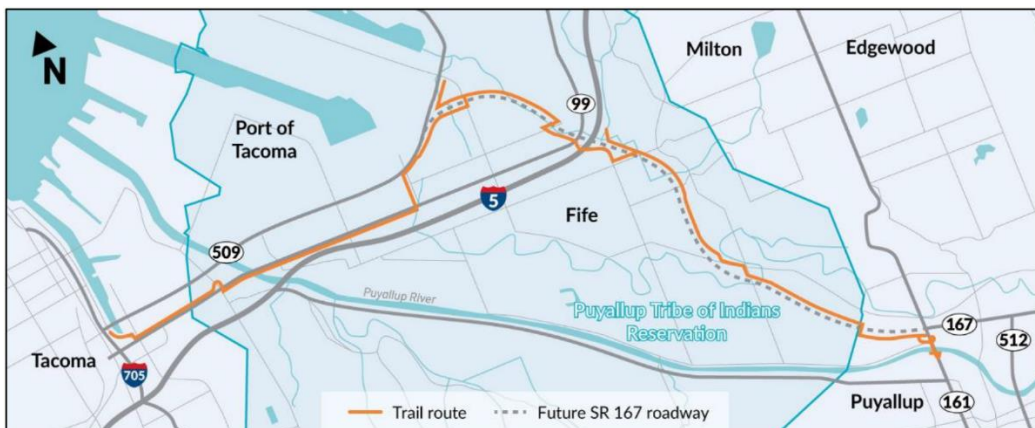 N
Port of
Tacoma
Milton
Edgewood
99
5
Fife
509
Puyallup River
Puyallup Tribe of Indians
Reservation
Tacoma
705
167
512
Puyallup
161
Trail route
Future SR 167 roadway